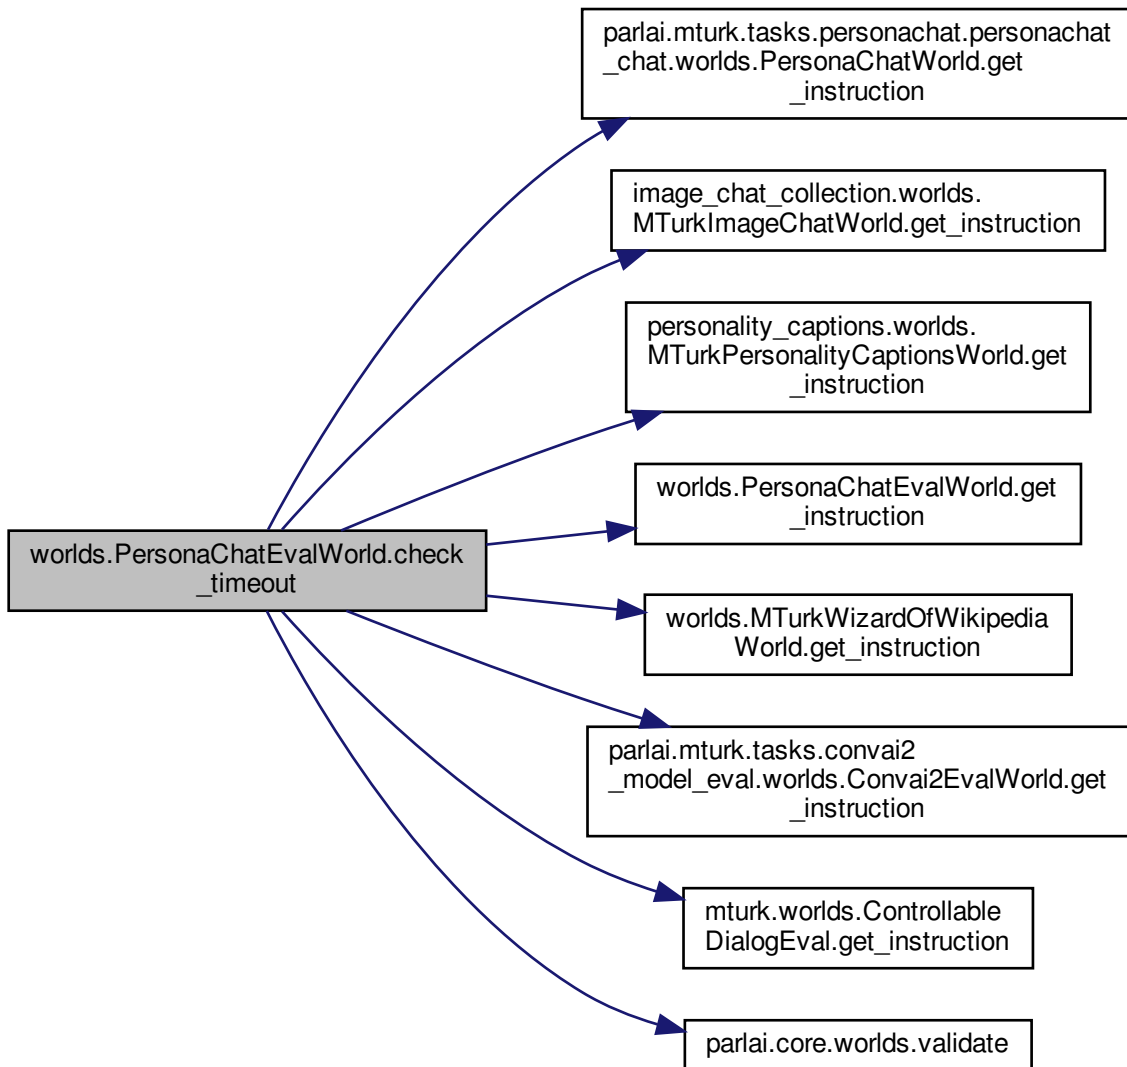 parlai.mturk.tasks.personachat.personachat
_chat.worlds.PersonaChatWorld.get
_instruction
image_chat_collection.worlds.
MTurkImageChatWorld.get_instruction
personality_captions.worlds.
MTurkPersonalityCaptionsWorld.get
_instruction
worlds.PersonaChatEvalWorld.get
_instruction
worlds.PersonaChatEvalWorld.check
_timeout
worlds.MTurkWizardOfWikipedia
World.get_instruction
parlai.mturk.tasks.convai2
_model_eval.worlds.Convai2EvalWorld.get
_instruction
mturk.worlds.Controllable
DialogEval.get_instruction
parlai.core.worlds.validate